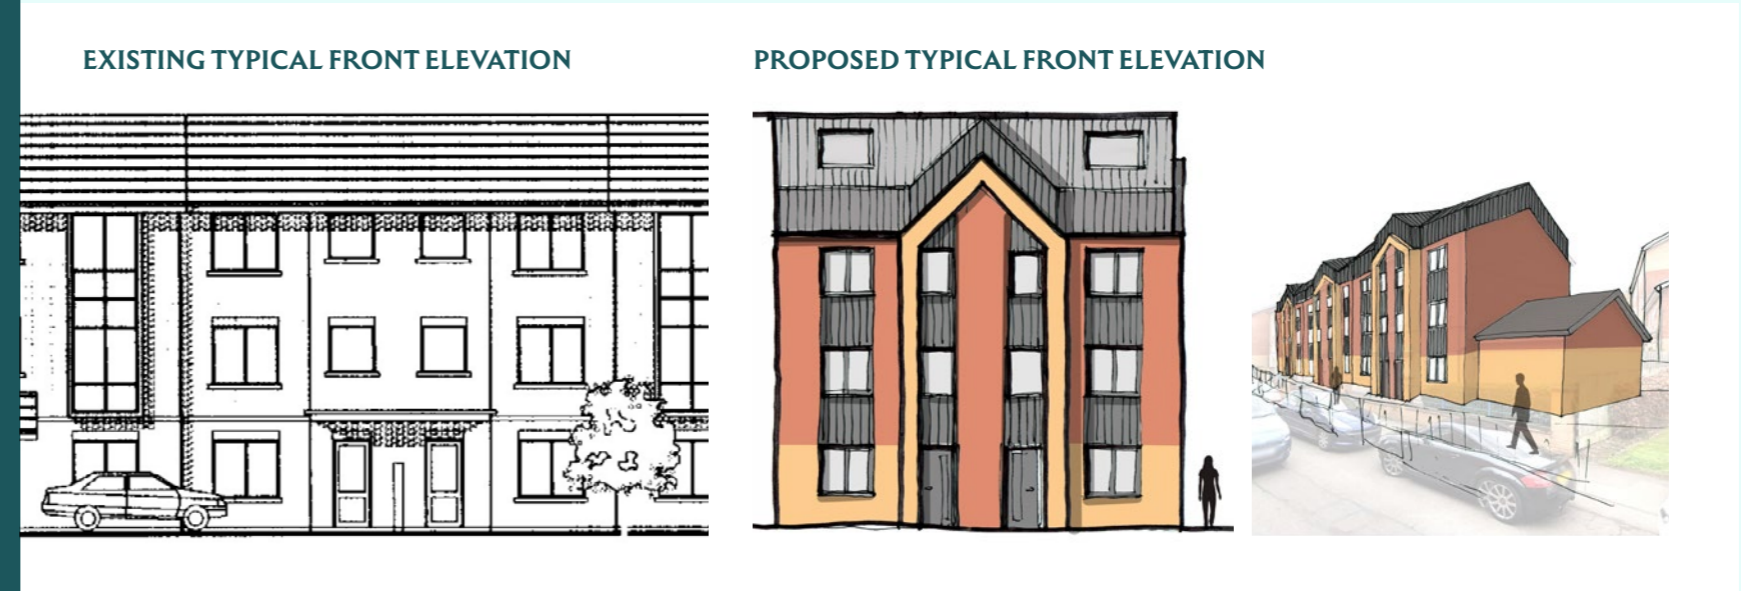 EXISTING TYPICAL FRONT ELEVATION
PROPOSED TYPICAL FRONT ELEVATION